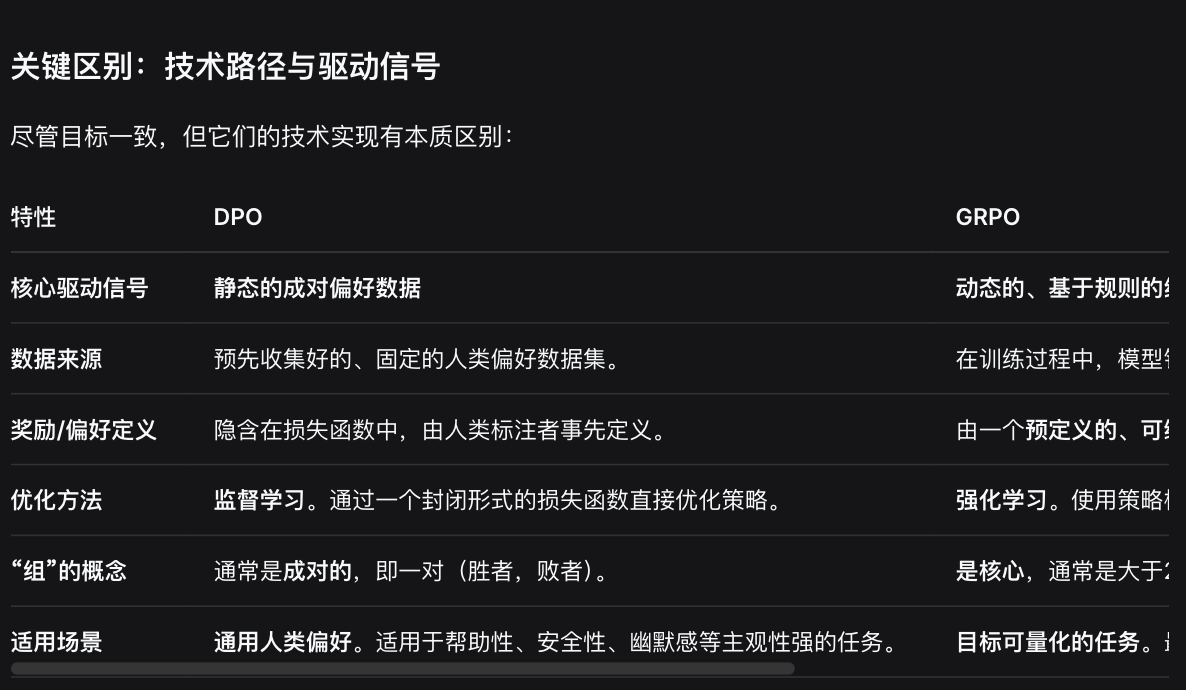 关键区别：技术路径与驱动信号
尽管目标一致，但它们的技术实现有本质区别：
特性 DPO GRPO
核心驱动信号 静态的成对偏好数据 动态的、基于规则的
数据来源 预先收集好的、固定的人类偏好数据集。 在训练过程中，模型
奖励/偏好定义 隐含在损失函数中，由人类标注者事先定义。 由一个预定义的、可
优化方法 监督学习。通过一个封闭形式的损失函数直接优化策略。 强化学习。使用策略
“组”的概念 通常是成对的，即一对（胜者，败者）。 是核心，通常是大于
适用场景 通用人类偏好。适用于帮助性、安全性、幽默感等主观性强的任务。 目标可量化的任务。